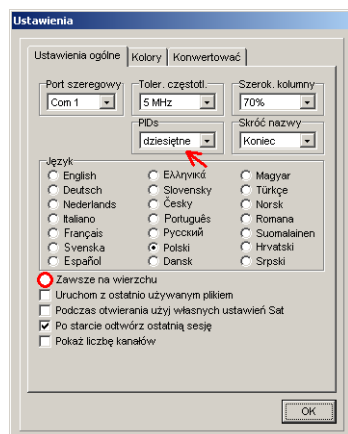 Ustawienia
Ustawienia ogólne Kolory Konwertować
Port szeregowy Toler. częstotl. Szerok. kolumny
Com 1 5 MHz 70%
PIDs Skróć nazwy
dziesiętne Koniec
Język
English Ελληνικά Magyar
Deutsch Slovensky Türkçe
Nederlands Česky Norsk
Italiano Português Romana
Français Русский Suomalainen
Svenska Polski Hrvatski
Español Dansk Srpski
Zawsze na wierzchu
Uruchom z ostatnio używanym plikiem
Podczas otwierania użyj własnych ustawień Sat
Po starcie odtwórz ostatnią sesję
Pokaż liczbę kanałów
OK